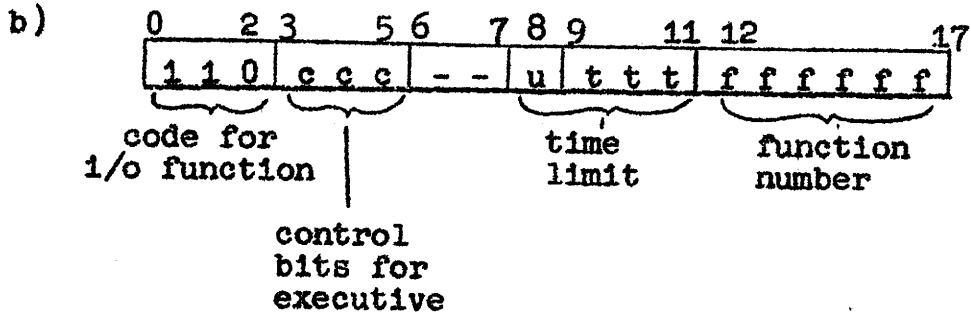 b)
0 2 3 5 6 7 8 9 11 12 17
1 1 0 c c c - - u t t t f f f f f f
code for time function
i/o function limit number
control
bits for
executive